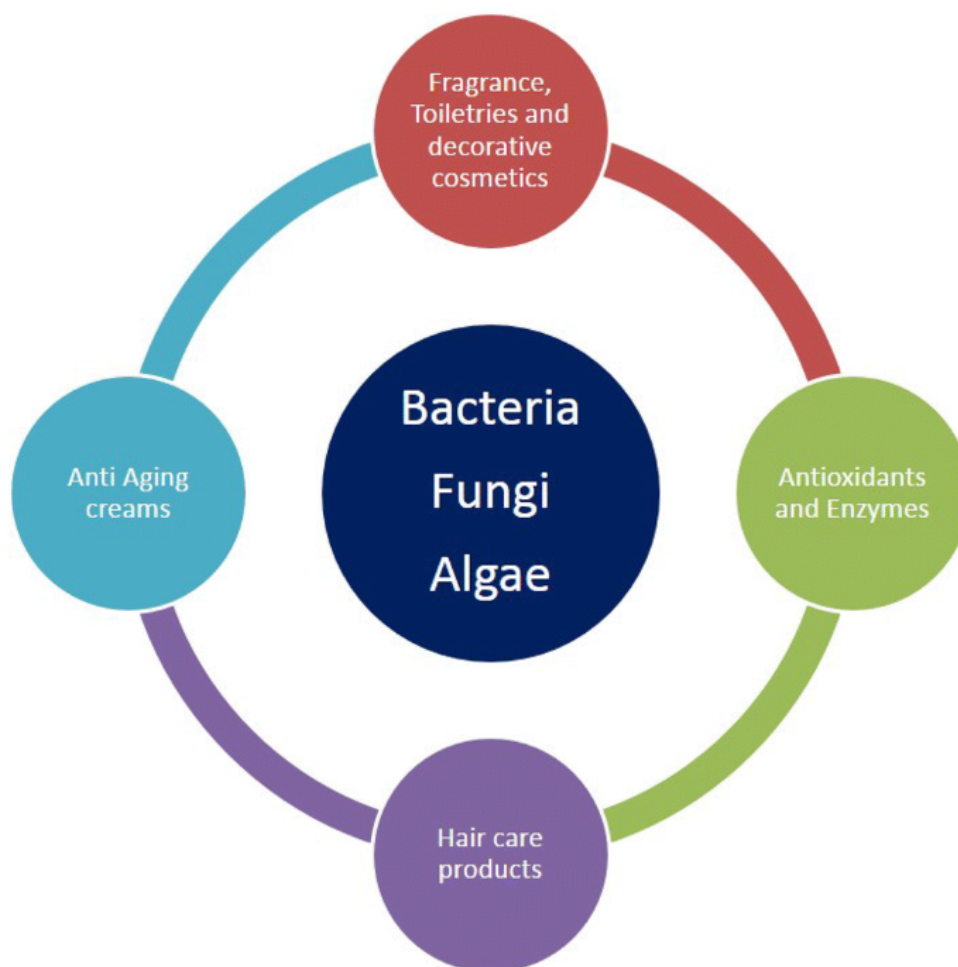 Fragrance,
Toiletries and
decorative
cosmetics
Bacteria
Fungi
Algae
Anti Aging
creams
Antioxidants
and Enzymes
Hair care
products